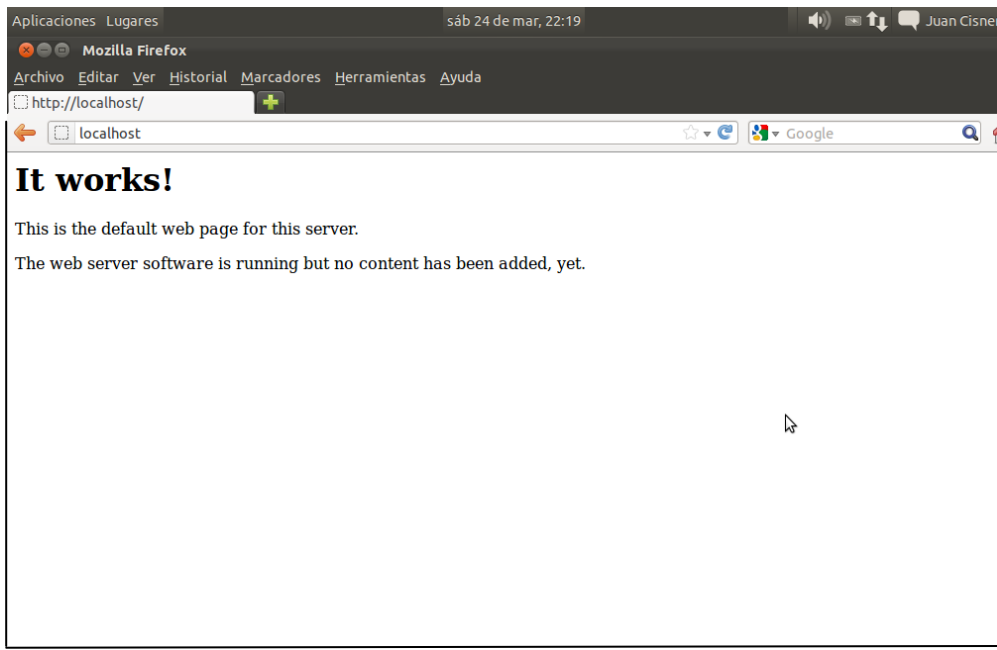 Aplicaciones Lugares sáb 24 de mar, 22:19 Juan Cisner
Mozilla Firefox
Archivo Editar Ver Historial Marcadores Herramientas Ayuda
http://localhost/
localhost Google
It works!
This is the default web page for this server.
The web server software is running but no content has been added, yet.